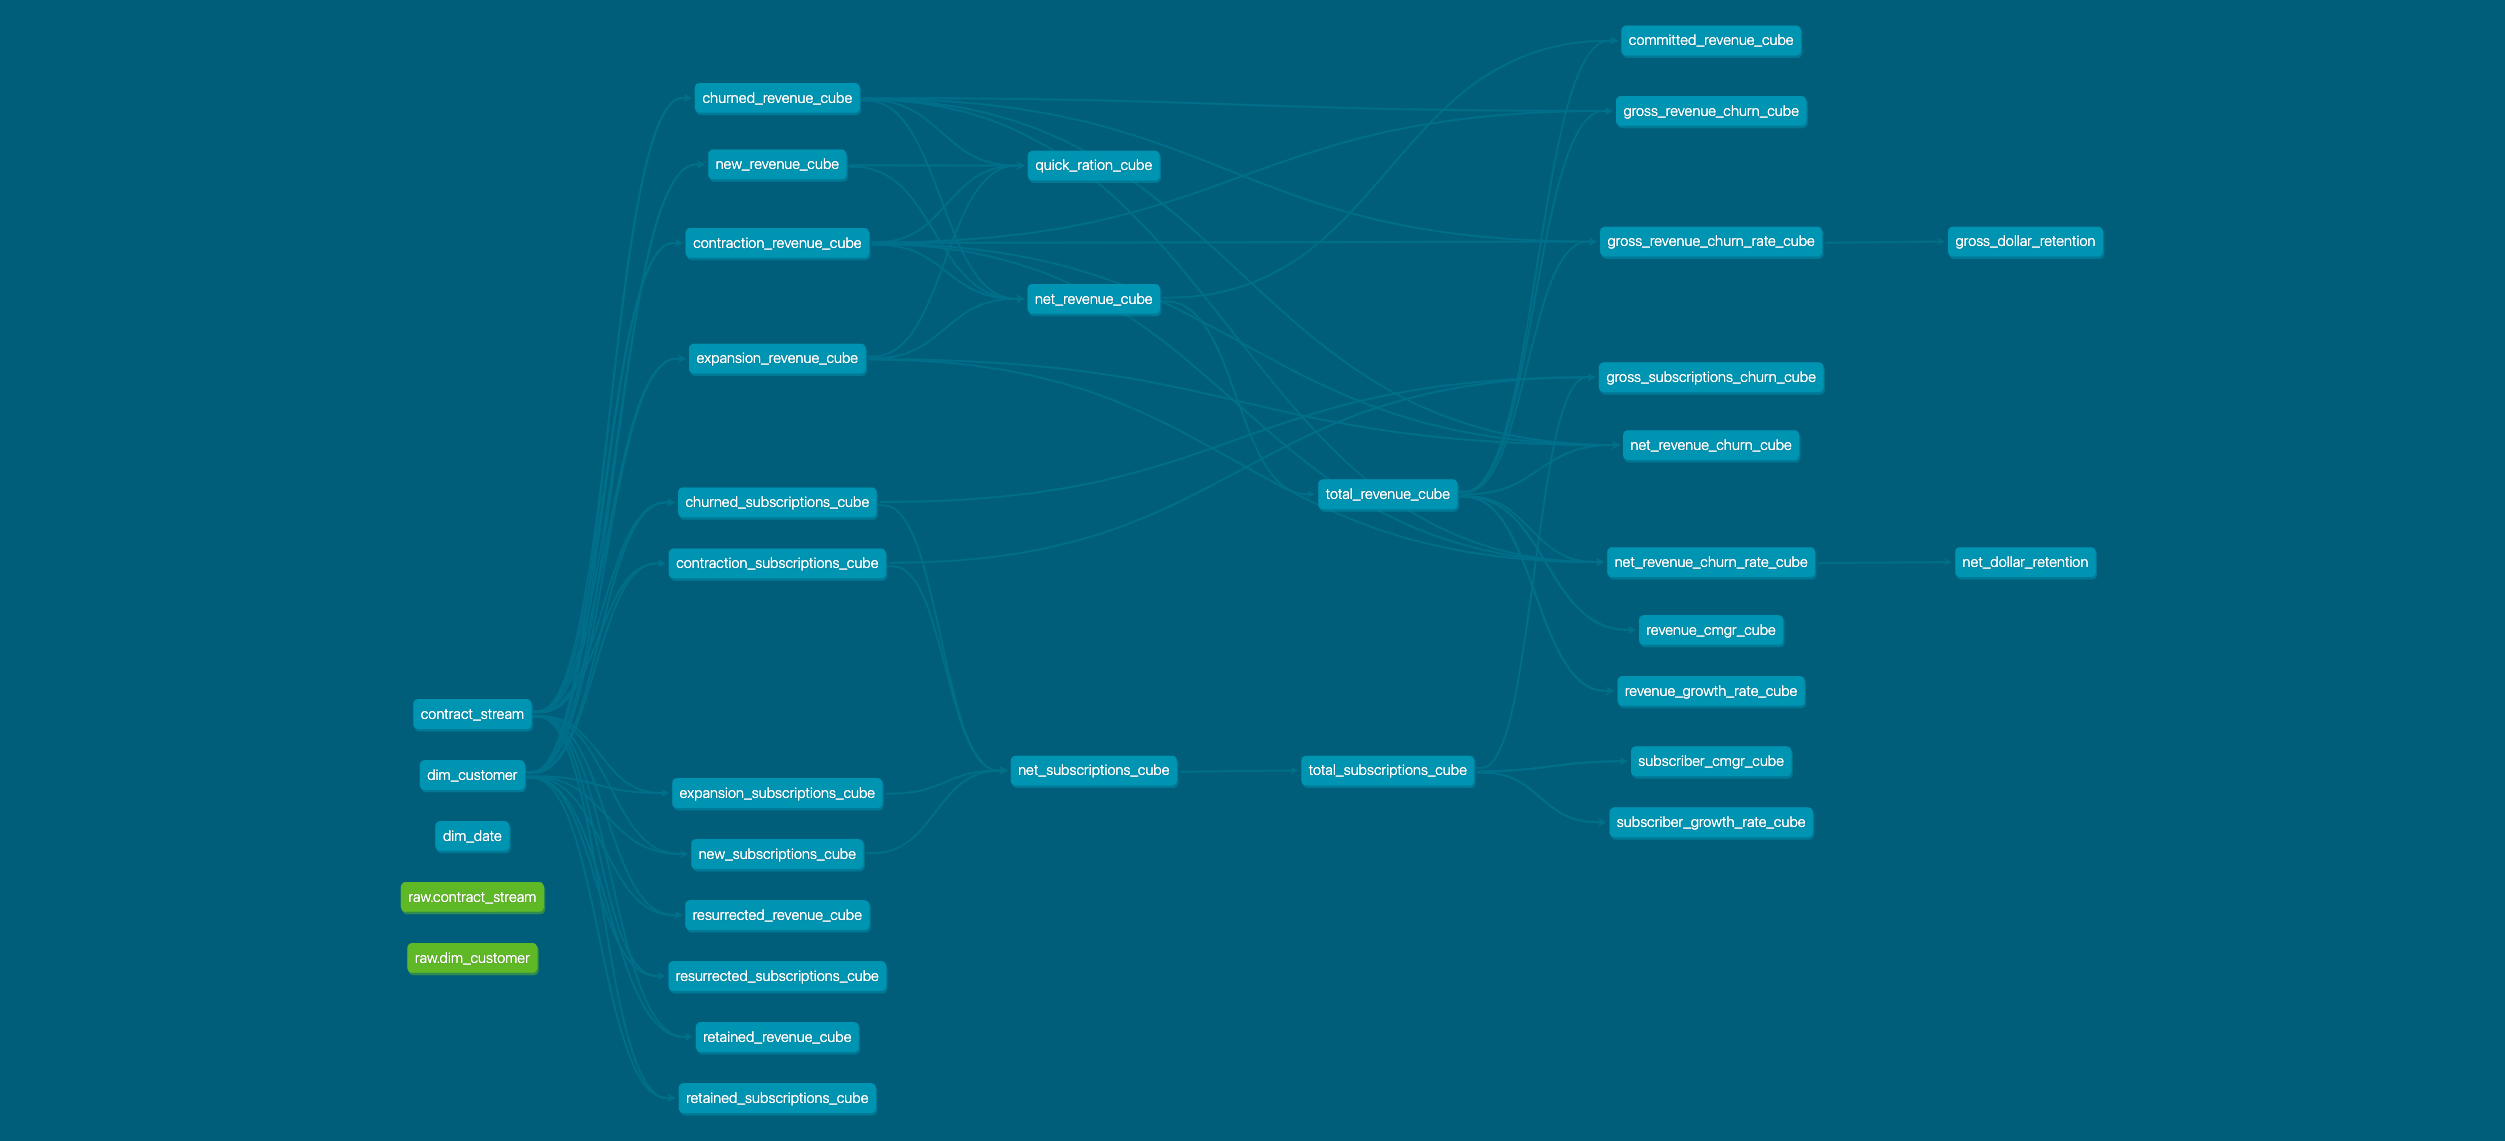 contract_stream
dim_customer
dim_date
raw.contract_stream
raw.dim_customer
churned_revenue_cube
new_revenue_cube
contraction_revenue_cube
expansion_revenue_cube
churned_subscriptions_cube
contraction_subscriptions_cube
expansion_subscriptions_cube
new_subscriptions_cube
resurrected_revenue_cube
resurrected_subscriptions_cube
retained_revenue_cube
retained_subscriptions_cube
quick_ration_cube
net_revenue_cube
net_subscriptions_cube
total_revenue_cube
total_subscriptions_cube
committed_revenue_cube
gross_revenue_churn_cube
gross_revenue_churn_rate_cube
gross_subscriptions_churn_cube
net_revenue_churn_cube
net_revenue_churn_rate_cube
revenue_cmgr_cube
revenue_growth_rate_cube
subscriber_cmgr_cube
subscriber_growth_rate_cube
gross_dollar_retention
net_dollar_retention